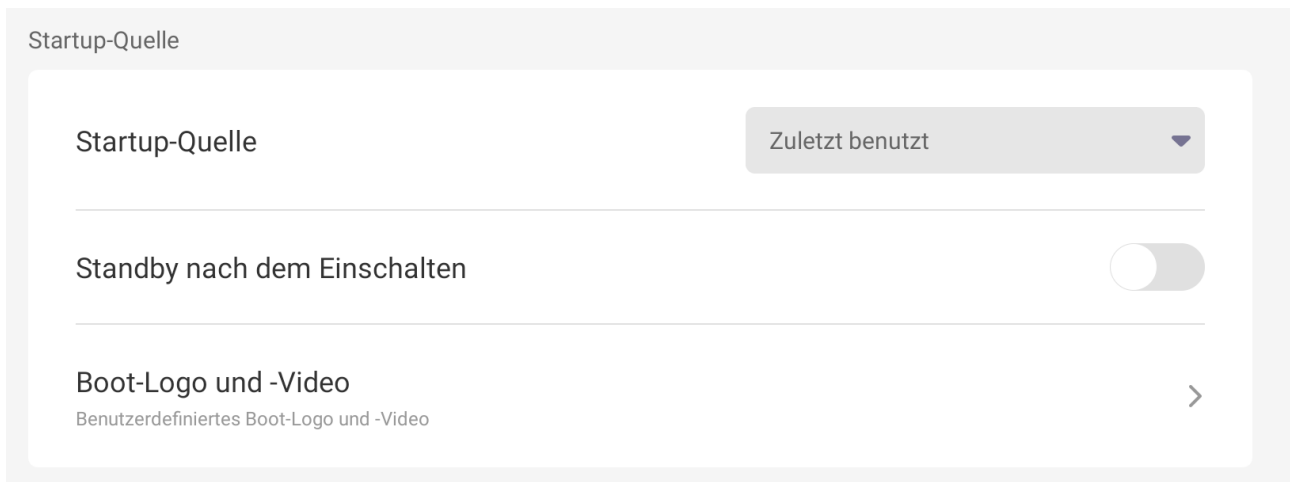 Startup-Quelle
Startup-Quelle
Zuletzt benutzt
Standby nach dem Einschalten
Boot-Logo und -Video
Benutzerdefiniertes Boot-Logo und -Video